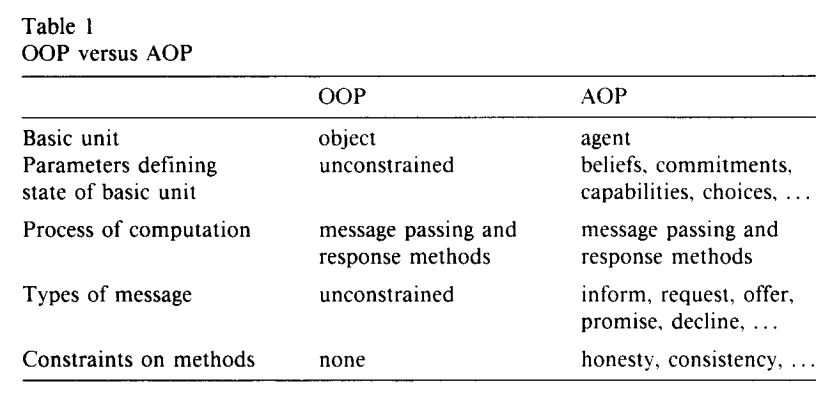 Table 1
OOP versus AOP
OOP AOP
Basic unit object agent
Parameters defining unconstrained beliefs, commitments,
state of basic unit capabilities, choices, ...
Process of computation message passing and message passing and
response methods response methods
Types of message unconstrained inform, request, offer,
promise, decline, ...
Constraints on methods none honesty, consistency, ...